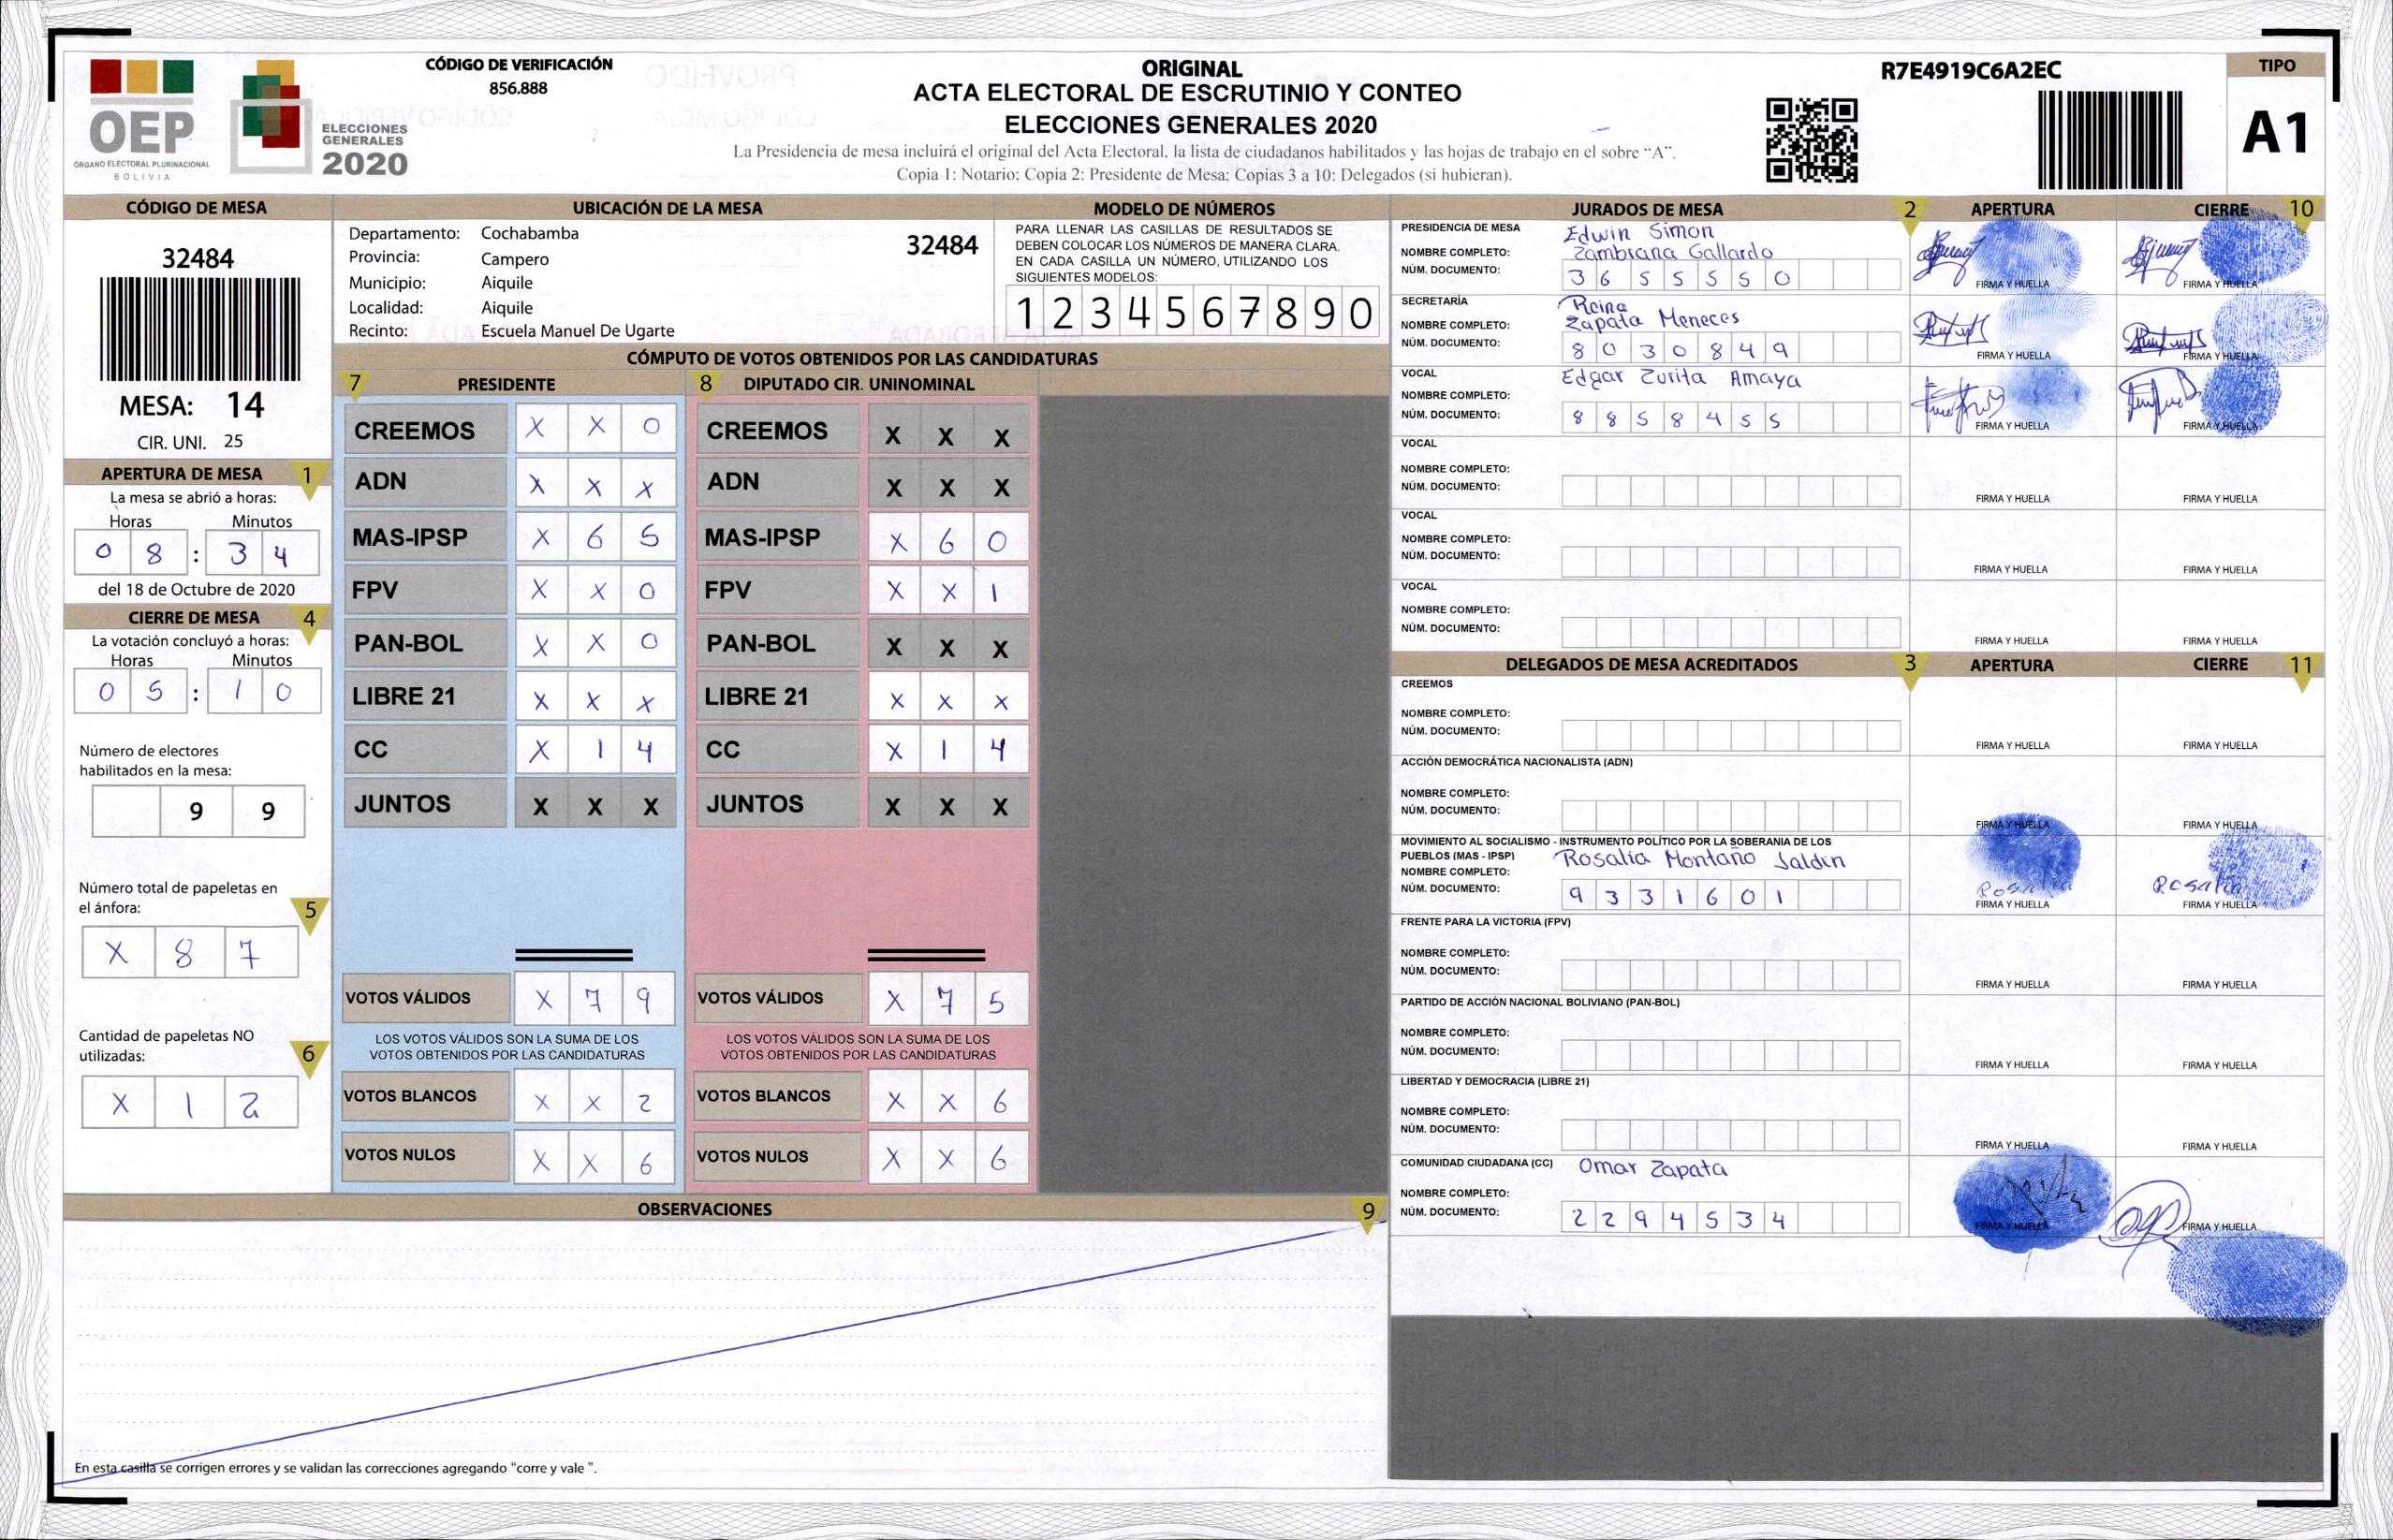 OEP
ÓRGANO ELECTORAL PLURINACIONAL
BOLIVIA
ELECCIONES
GENERALES
2020
CÓDIGO DE VERIFICACIÓN
856.888
ORIGINAL
ACTA ELECTORAL DE ESCRUTINIO Y CONTEO
ELECCIONES GENERALES 2020
La Presidencia de mesa incluirá el original del Acta Electoral, la lista de ciudadanos habilitados y las hojas de trabajo en el sobre “A”.
Copia 1: Notario; Copia 2: Presidente de Mesa; Copias 3 a 10: Delegados (si hubieran).
R7E4919C6A2EC
TIPO
A1
CÓDIGO DE MESA
32484
MESA: 14
CIR. UNI. 25
APERTURA DE MESA 1
La mesa se abrió a horas:
Horas Minutos
0 8 : 3 4
del 18 de Octubre de 2020
CIERRE DE MESA 4
La votación concluyó a horas:
Horas Minutos
0 5 : 1 0
Número de electores
habilitados en la mesa:
9 9
Número total de papeletas en
el ánfora:
5
X 8 7
Cantidad de papeletas NO
utilizadas:
6
X 1 2
UBICACIÓN DE LA MESA
Departamento: Cochabamba
32484
Provincia: Campero
Municipio: Aiquile
Localidad: Aiquile
Recinto: Escuela Manuel De Ugarte
MODELO DE NÚMEROS
PARA LLENAR LAS CASILLAS DE RESULTADOS SE
DEBEN COLOCAR LOS NÚMEROS DE MANERA CLARA.
EN CADA CASILLA UN NÚMERO, UTILIZANDO LOS
SIGUIENTES MODELOS:
1 2 3 4 5 6 7 8 9 0
CÓMPUTO DE VOTOS OBTENIDOS POR LAS CANDIDATURAS
7 PRESIDENTE
CREEMOS X X 0
ADN X X X
MAS-IPSP X 6 5
FPV X X 0
PAN-BOL X X 0
LIBRE 21 X X X
CC X 1 4
JUNTOS X X X
VOTOS VÁLIDOS X 7 9
LOS VOTOS VÁLIDOS SON LA SUMA DE LOS
VOTOS OBTENIDOS POR LAS CANDIDATURAS
VOTOS BLANCOS X X 2
VOTOS NULOS X X 6
8 DIPUTADO CIR. UNINOMINAL
CREEMOS X X X
ADN X X X
MAS-IPSP X 6 0
FPV X X 1
PAN-BOL X X X
LIBRE 21 X X X
CC X 1 4
JUNTOS X X X
VOTOS VÁLIDOS X 7 5
LOS VOTOS VÁLIDOS SON LA SUMA DE LOS
VOTOS OBTENIDOS POR LAS CANDIDATURAS
VOTOS BLANCOS X X 6
VOTOS NULOS X X 6
OBSERVACIONES 9
En esta casilla se corrigen errores y se validan las correcciones agregando “corre y vale ”.
JURADOS DE MESA 2 APERTURA CIERRE 10
PRESIDENCIA DE MESA
Edwin Simon
NOMBRE COMPLETO: Zambrana Gallardo
NÚM. DOCUMENTO: 3 6 5 5 5 5 0
FIRMA Y HUELLA FIRMA Y HUELLA
SECRETARÍA
Reina
NOMBRE COMPLETO: Zapata Meneces
NÚM. DOCUMENTO: 8 0 3 0 8 4 9
FIRMA Y HUELLA FIRMA Y HUELLA
VOCAL
Edgar Zurita Amaya
NOMBRE COMPLETO:
NÚM. DOCUMENTO: 8 8 5 8 4 5 5
FIRMA Y HUELLA FIRMA Y HUELLA
VOCAL
NOMBRE COMPLETO:
NÚM. DOCUMENTO:
FIRMA Y HUELLA FIRMA Y HUELLA
VOCAL
NOMBRE COMPLETO:
NÚM. DOCUMENTO:
FIRMA Y HUELLA FIRMA Y HUELLA
VOCAL
NOMBRE COMPLETO:
NÚM. DOCUMENTO:
FIRMA Y HUELLA FIRMA Y HUELLA
DELEGADOS DE MESA ACREDITADOS 3 APERTURA CIERRE 11
CREEMOS
NOMBRE COMPLETO:
NÚM. DOCUMENTO:
FIRMA Y HUELLA FIRMA Y HUELLA
ACCIÓN DEMOCRÁTICA NACIONALISTA (ADN)
NOMBRE COMPLETO:
NÚM. DOCUMENTO:
FIRMA Y HUELLA FIRMA Y HUELLA
MOVIMIENTO AL SOCIALISMO - INSTRUMENTO POLÍTICO POR LA SOBERANIA DE LOS
PUEBLOS (MAS - IPSP) Rosalia Montaño Jaldin
NOMBRE COMPLETO:
NÚM. DOCUMENTO: 9 3 3 1 6 0 1
Rosalia Rosalia
FIRMA Y HUELLA FIRMA Y HUELLA
FRENTE PARA LA VICTORIA (FPV)
NOMBRE COMPLETO:
NÚM. DOCUMENTO:
FIRMA Y HUELLA FIRMA Y HUELLA
PARTIDO DE ACCIÓN NACIONAL BOLIVIANO (PAN-BOL)
NOMBRE COMPLETO:
NÚM. DOCUMENTO:
FIRMA Y HUELLA FIRMA Y HUELLA
LIBERTAD Y DEMOCRACIA (LIBRE 21)
NOMBRE COMPLETO:
NÚM. DOCUMENTO:
FIRMA Y HUELLA FIRMA Y HUELLA
COMUNIDAD CIUDADANA (CC) Omar Zapata
NOMBRE COMPLETO:
NÚM. DOCUMENTO: 2 2 9 4 5 3 4
FIRMA Y HUELLA FIRMA Y HUELLA